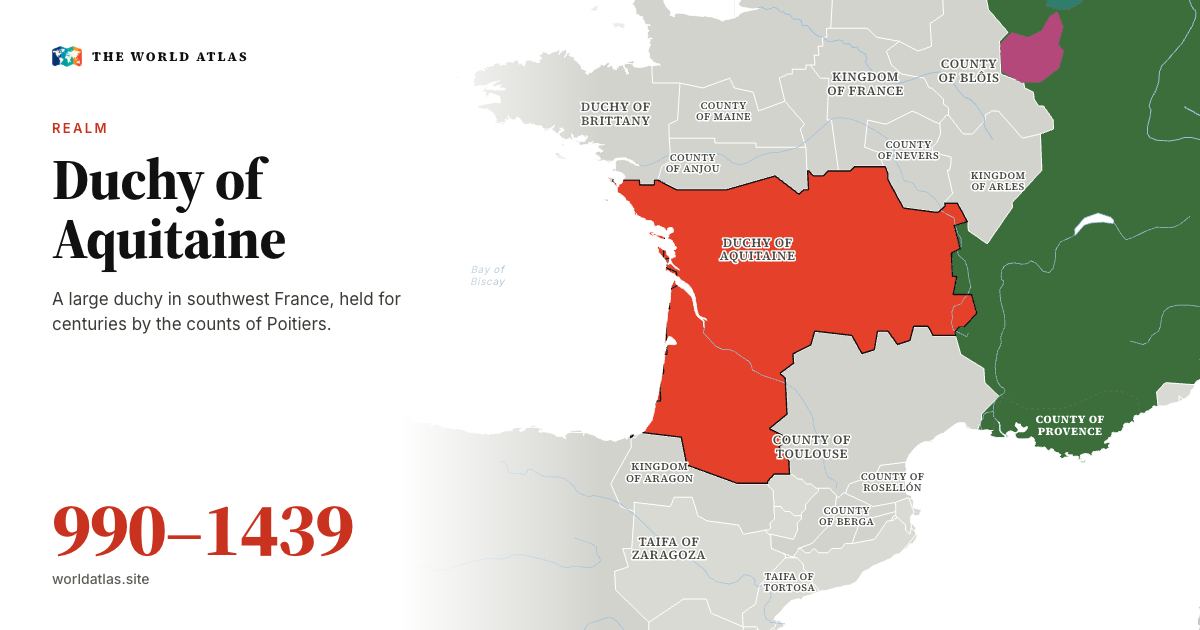 THE WORLD ATLAS
REALM
Duchy of
Aquitaine
A large duchy in southwest France, held for
centuries by the counts of Poitiers.
990–1439
worldatlas.site
Bay of
Biscay
DUCHY OF
BRITTANY
COUNTY
OF MAINE
KINGDOM
OF FRANCE
COUNTY
OF BLÔIS
COUNTY
OF ANJOU
COUNTY
OF NEVERS
KINGDOM
OF ARLES
DUCHY OF
AQUITAINE
COUNTY OF
TOULOUSE
COUNTY OF
PROVENCE
KINGDOM
OF ARAGON
COUNTY OF
ROSELLÓN
COUNTY
OF BERGA
TAIFA OF
ZARAGOZA
TAIFA OF
TORTOSA